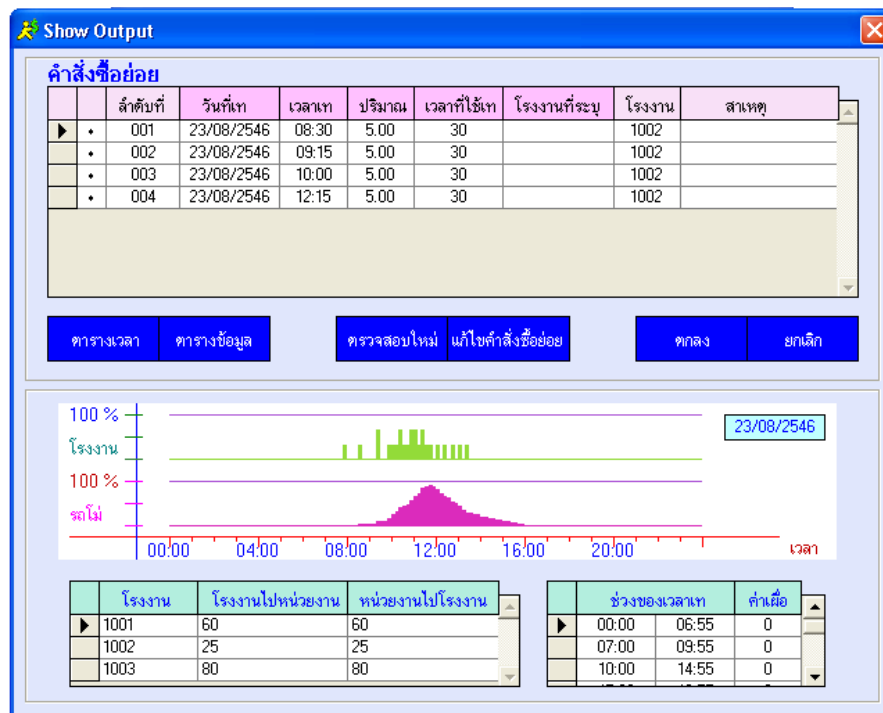 Show Output
คำสั่งซื้อย่อย
ลำดับที่ วันที่เท เวลาเท ปริมาณ เวลาที่ใช้เท โรงงานที่ระบุ โรงงาน สาเหตุ
001 23/08/2546 08:30 5.00 30 1002
002 23/08/2546 09:15 5.00 30 1002
003 23/08/2546 10:00 5.00 30 1002
004 23/08/2546 12:15 5.00 30 1002
ตารางเวลา ตารางข้อมูล ตรวจสอบใหม่ แก้ไขคำสั่งซื้อย่อย ตกลง ยกเลิก
100 %
23/08/2546
โรงงาน
100 %
รถโม่
00:00 04:00 08:00 12:00 16:00 20:00 เวลา
โรงงาน โรงงานไปหน่วยงาน หน่วยงานไปโรงงาน
1001 60 60
1002 25 25
1003 80 80
ช่วงของเวลาเท ค่าเผื่อ
00:00 06:55 0
07:00 09:55 0
10:00 14:55 0